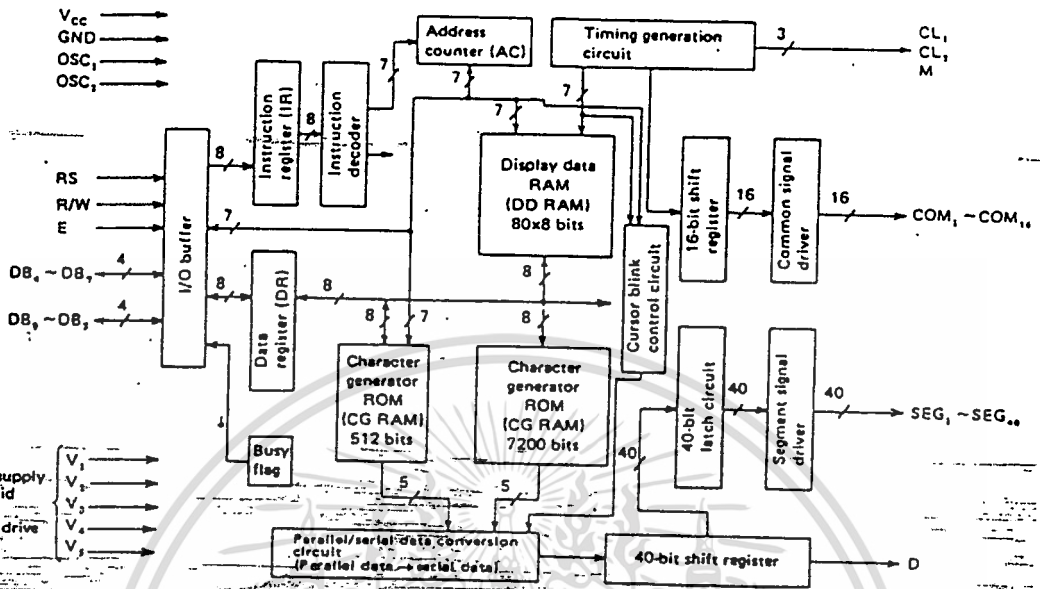 V_CC
GND
OSC₁
OSC₂
Address
counter (AC)
Timing generation
circuit
3
CL₁
CL₂
M
7
7
7
7
Instruction
register (IR)
8
Instruction
decoder
8
RS
R/W
E
DB₄ ~ DB₇
4
4
I/O buffer
7
8
Data
register (DR)
8
Display data
RAM
(DD RAM)
80x8 bits
16-bit shift
register
16
Common signal
driver
16
COM₁ ~ COM₁₆
Cursor blink
control circuit
8
8
7
8
Character
generator
ROM
(CG RAM)
512 bits
Character
generator
ROM
(CG RAM)
7200 bits
40-bit
latch circuit
40
Segment signal
driver
40
SEG₁ ~ SEG₄₀
40
Busy
flag
supply
id
drive
V₁
V₂
V₃
V₄
V₅
5
5
Parallel/serial data conversion
circuit
(Parallel data → serial data)
40-bit shift register
D